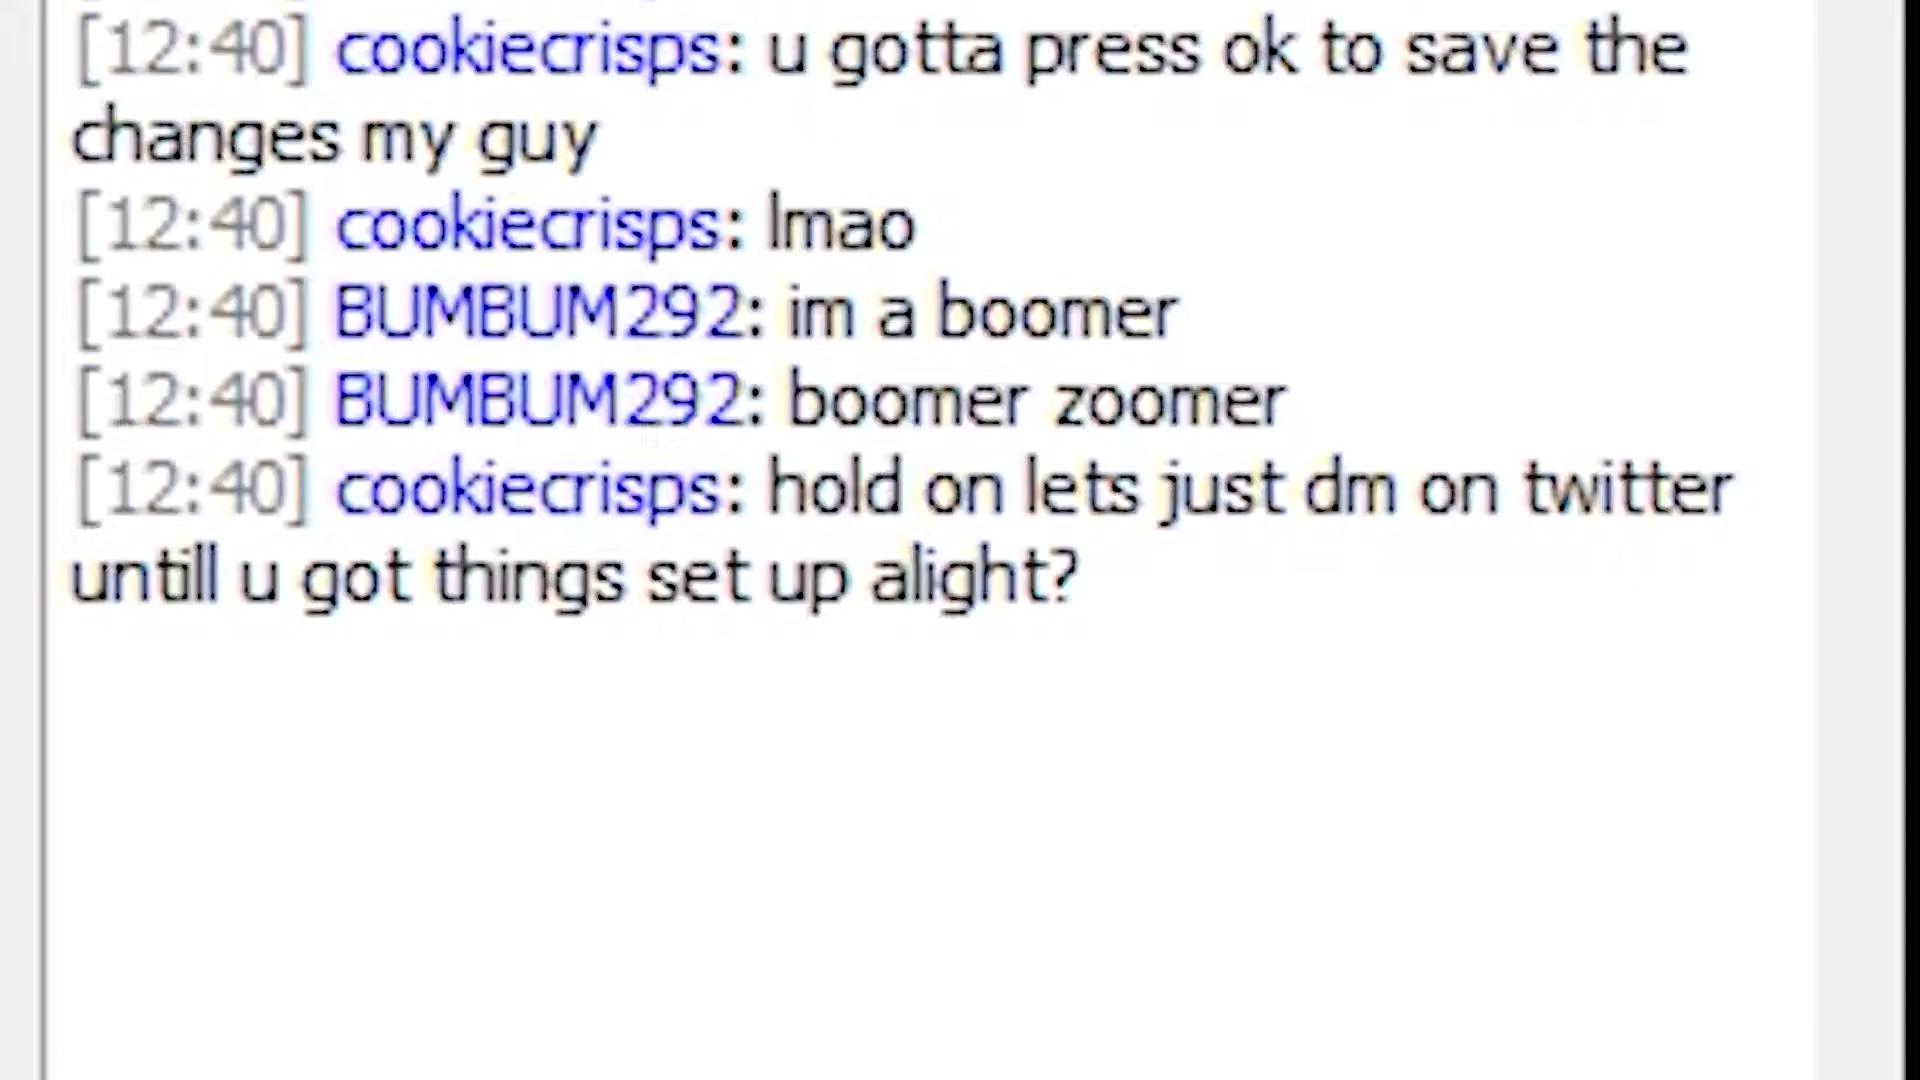 [12:40] cookiecrisps: u gotta press ok to save the
changes my guy
[12:40] cookiecrisps: lmao
[12:40] BUMBUM292: im a boomer
[12:40] BUMBUM292: boomer zoomer
[12:40] cookiecrisps: hold on lets just dm on twitter
untill u got things set up alight?